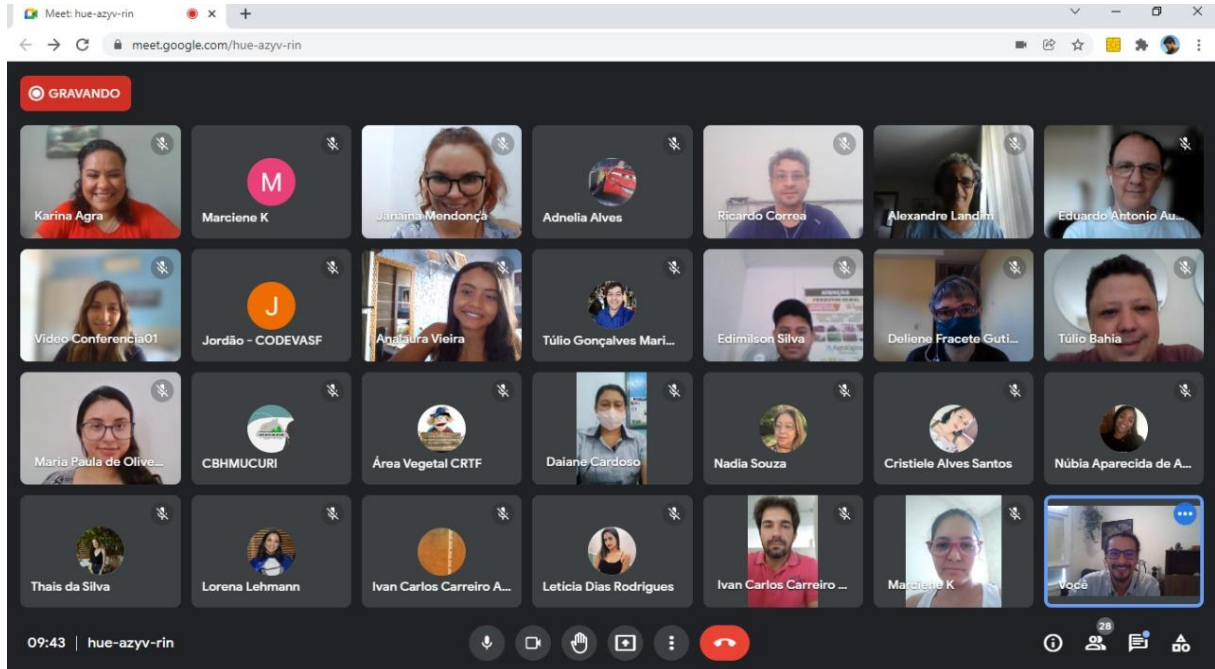 Meet: hue-azyv-rin
meet.google.com/hue-azyv-rin
GRAVANDO
Karina Agra
M
Marciene K
Janaina Mendonça
Adnelia Alves
Ricardo Correa
Alexandre Landim
Eduardo Antonio Au...
Video Conferencia01
J
Jordão - CODEVASF
Analaura Vieira
Túlio Gonçalves Mari...
ATENÇÃO
Edimilson Silva
Deliene Fracete Guti...
Túlio Bahia
Maria Paula de Olive...
CBHMUCURI
Área Vegetal CRTF
Daiane Cardoso
Nadia Souza
Cristiele Alves Santos
Núbia Aparecida de A...
Thais da Silva
Lorena Lehmann
Ivan Carlos Carreiro A...
Letícia Dias Rodrigues
Ivan Carlos Carreiro ...
Marciene K
Você
09:43 | hue-azyv-rin
28